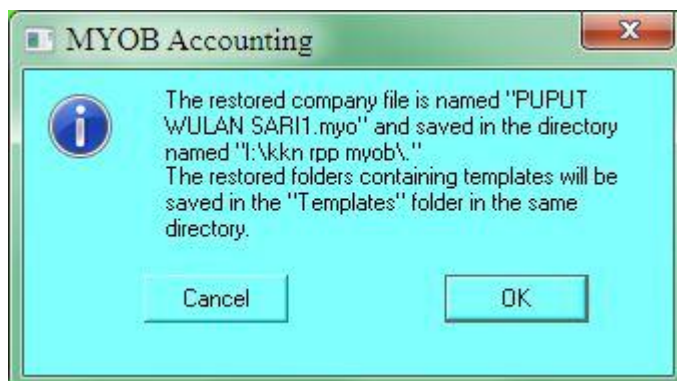 MYOB Accounting
The restored company file is named "PUPUT
WULAN SARI1.myo" and saved in the directory
named "I:\kkn rpp myob\."
The restored folders containing templates will be
saved in the "Templates" folder in the same
directory.
Cancel OK